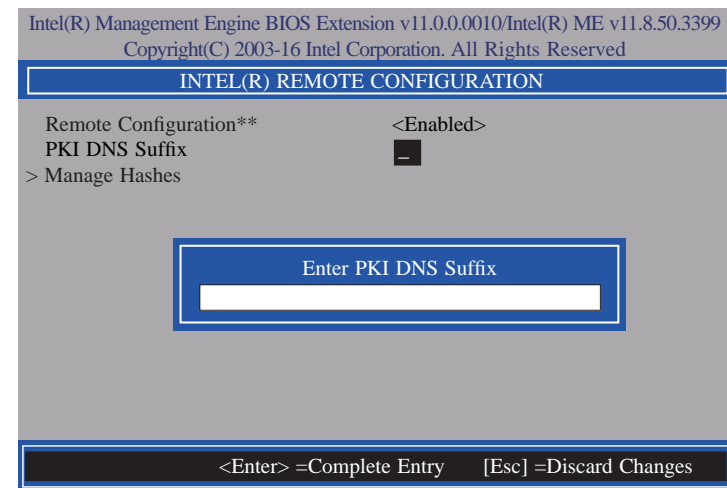 Intel(R) Management Engine BIOS Extension v11.0.0.0010/Intel(R) ME v11.8.50.3399
Copyright(C) 2003-16 Intel Corporation. All Rights Reserved
INTEL(R) REMOTE CONFIGURATION
Remote Configuration** <Enabled>
PKI DNS Suffix _
> Manage Hashes
Enter PKI DNS Suffix
<Enter> =Complete Entry [Esc] =Discard Changes